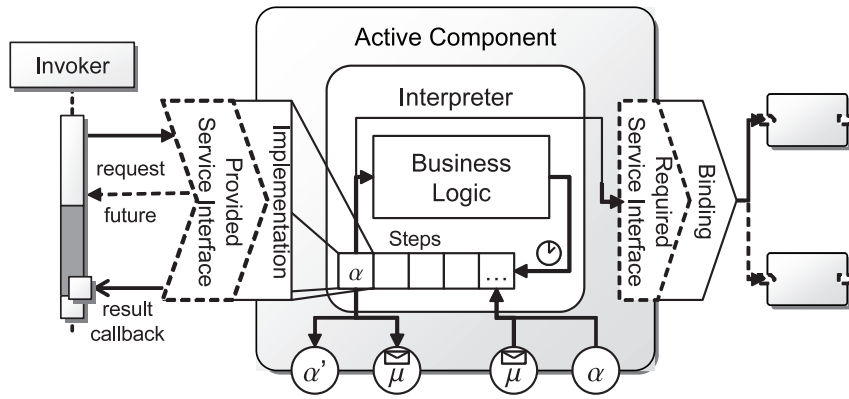 Active Component
Invoker
Interpreter
request
future
result
callback
Provided
Service Interface
Implementation
Business
Logic
Steps
α
...
Required
Service Interface
Binding
α’
μ
μ
α